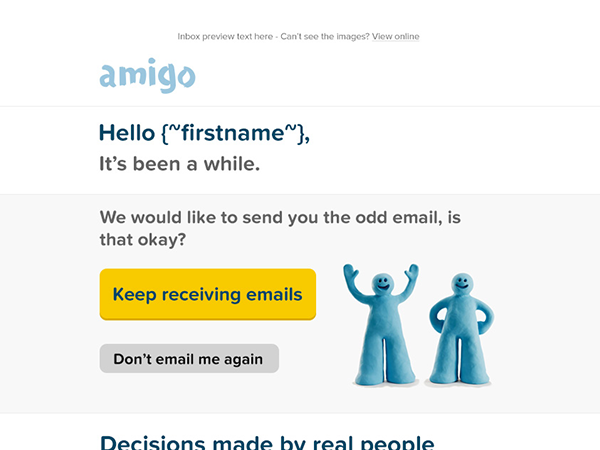 Inbox preview text here - Can't see the images? View online
amigo
Hello {~firstname~},
It's been a while.
We would like to send you the odd email, is
that okay?
Keep receiving emails
Don't email me again
Decisions made by real people